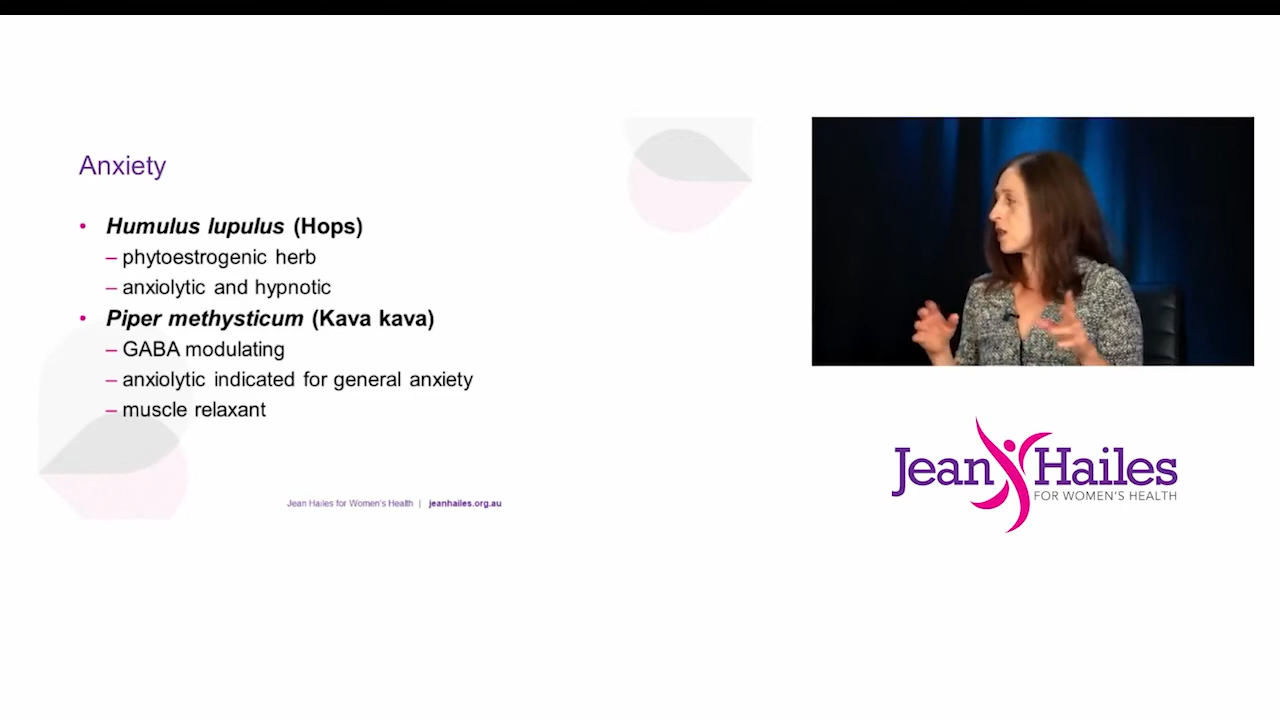 Anxiety
• Humulus lupulus (Hops)
– phytoestrogenic herb
– anxiolytic and hypnotic
• Piper methysticum (Kava kava)
– GABA modulating
– anxiolytic indicated for general anxiety
– muscle relaxant
Jean Hailes for Women's Health | jeanhailes.org.au
Jean Hailes
FOR WOMEN'S HEALTH